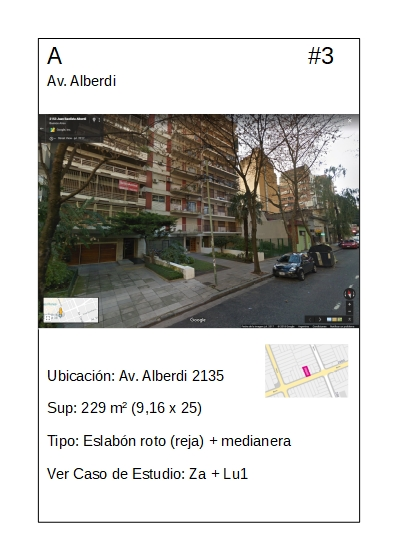 A #3
Av. Alberdi
Google
Ubicación: Av. Alberdi 2135
Sup: 229 m² (9,16 x 25)
Tipo: Eslabón roto (reja) + medianera
Ver Caso de Estudio: Za + Lu1